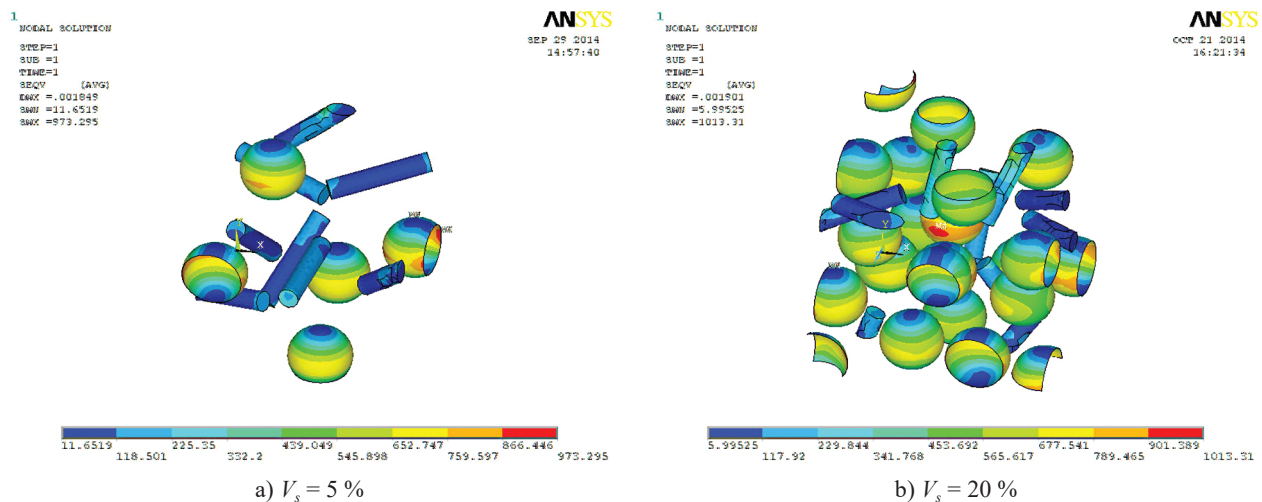 1
NODAL SOLUTION
STEP=1
SUB =1
TIME=1
SEQV (AVG)
DMX =.001849
SMN =11.6519
SMX =973.295
ANSYS
SEP 29 2014
14:57:40
MN
MX
X
11.6519 225.35 439.049 652.747 866.446
118.501 332.2 545.898 759.597 973.295
a) Vs = 5 %
1
NODAL SOLUTION
STEP=1
SUB =1
TIME=1
SEQV (AVG)
DMX =.001901
SMN =5.99525
SMX =1013.31
ANSYS
OCT 21 2014
16:21:34
MX
Y
X
MN
5.99525 229.844 453.692 677.541 901.389
117.92 341.768 565.617 789.465 1013.31
b) Vs = 20 %